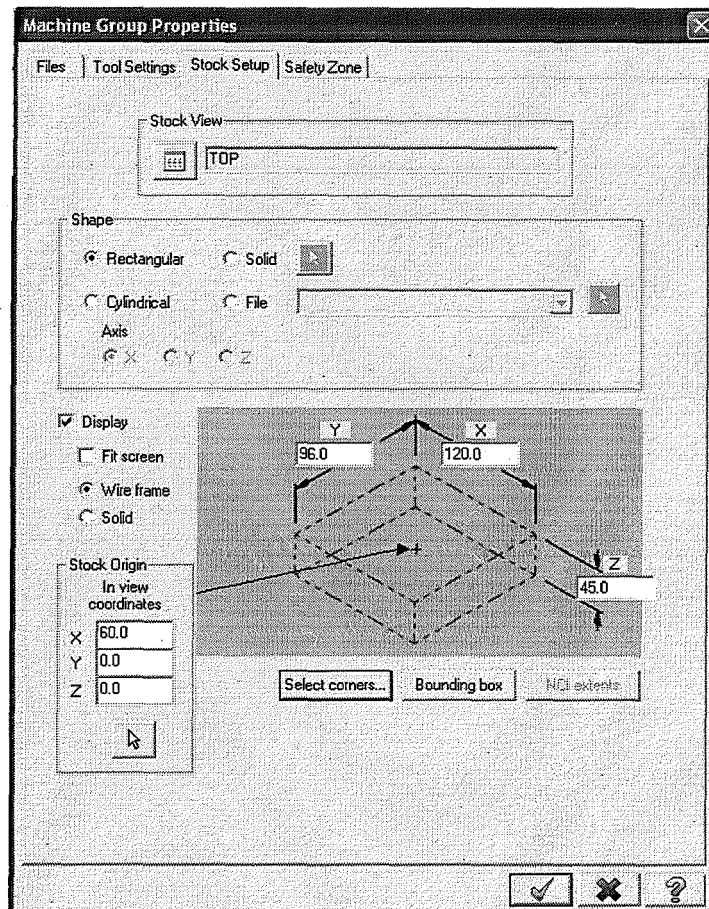 Machine Group Properties
Files
Tool Settings
Stock Setup
Safety Zone
Stock View
TOP
Shape
Rectangular
Solid
Cylindrical
File
Axis
X
Y
Z
Display
Fit screen
Wire frame
Solid
Y
96.0
X
120.0
Z
45.0
Stock Origin
In view
coordinates
X 60.0
Y 0.0
Z 0.0
Select corners...
Bounding box
NCI extents